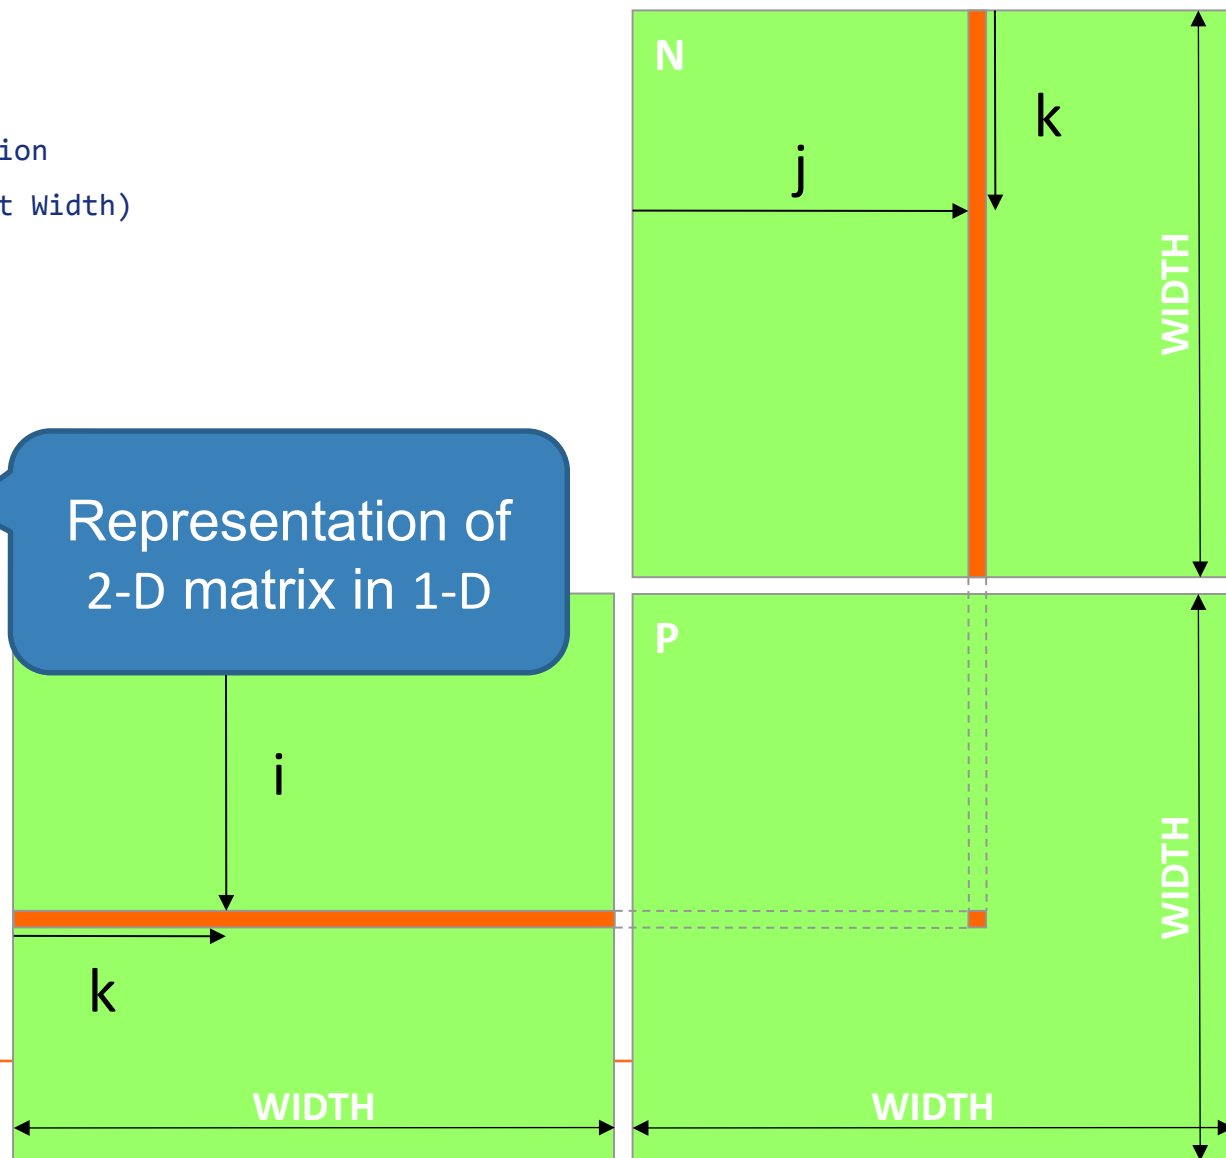 N
k
ion
j
t Width)
WIDTH
Representation of
2-D matrix in 1-D
P
i
WIDTH
k
WIDTH
WIDTH